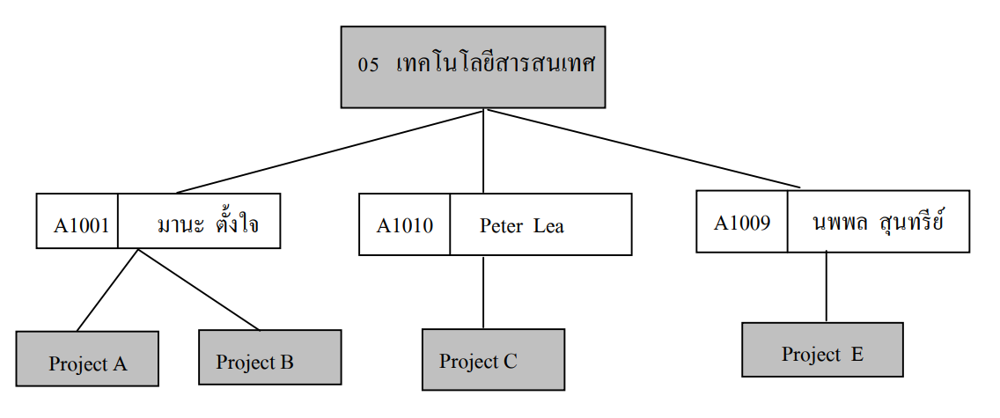 05 เทคโนโลยีสารสนเทศ
A1001 มานะ ตั้งใจ
A1010 Peter Lea
A1009 นพพล สุนทรีย์
Project A
Project B
Project C
Project E